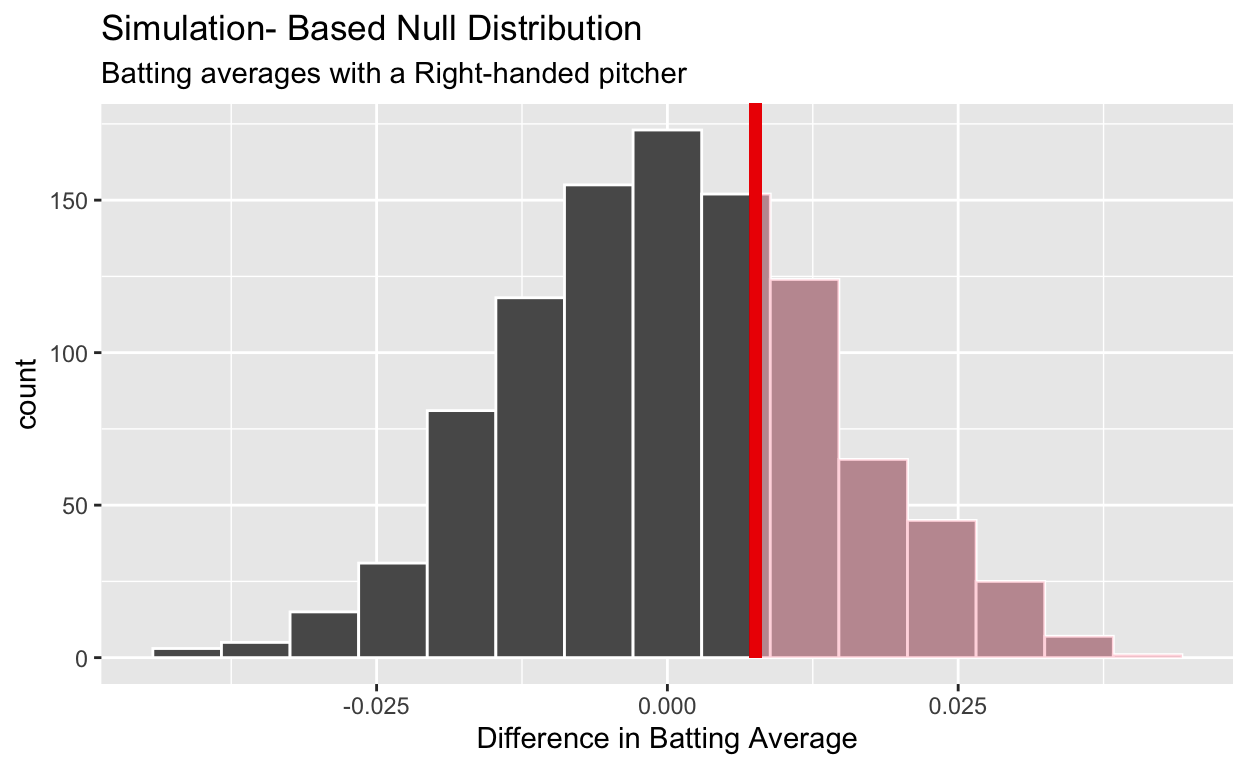 Simulation- Based Null Distribution
Batting averages with a Right-handed pitcher
count
150
100
50
0
-0.025
0.000
0.025
Difference in Batting Average